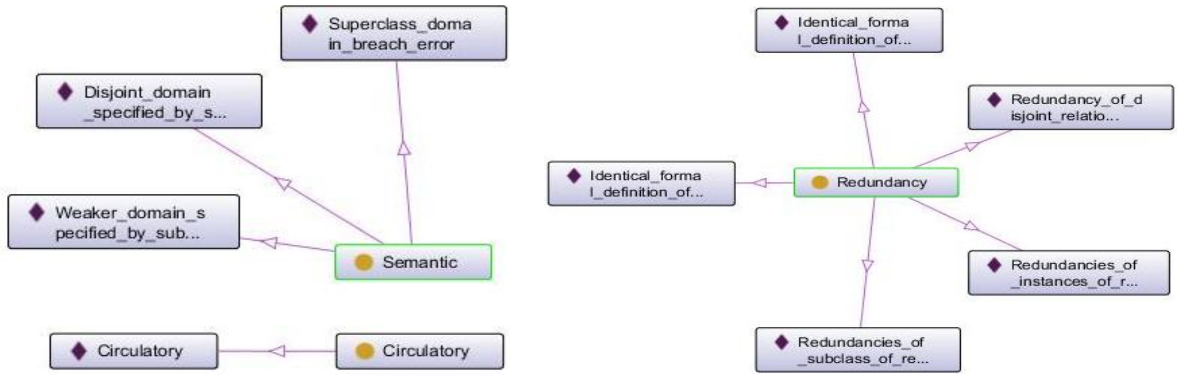 Superclass_doma
in_breach_error
Disjoint_domain
_specified_by_s...
Weaker_domain_s
pecified_by_sub...
Semantic
Circulatory
Circulatory
Identical_forma
l_definition_of...
Redundancy_of_d
isjoint_relatio...
Identical_forma
l_definition_of...
Redundancy
Redundancies_of
_instances_of_r...
Redundancies_of
_subclass_of_re...